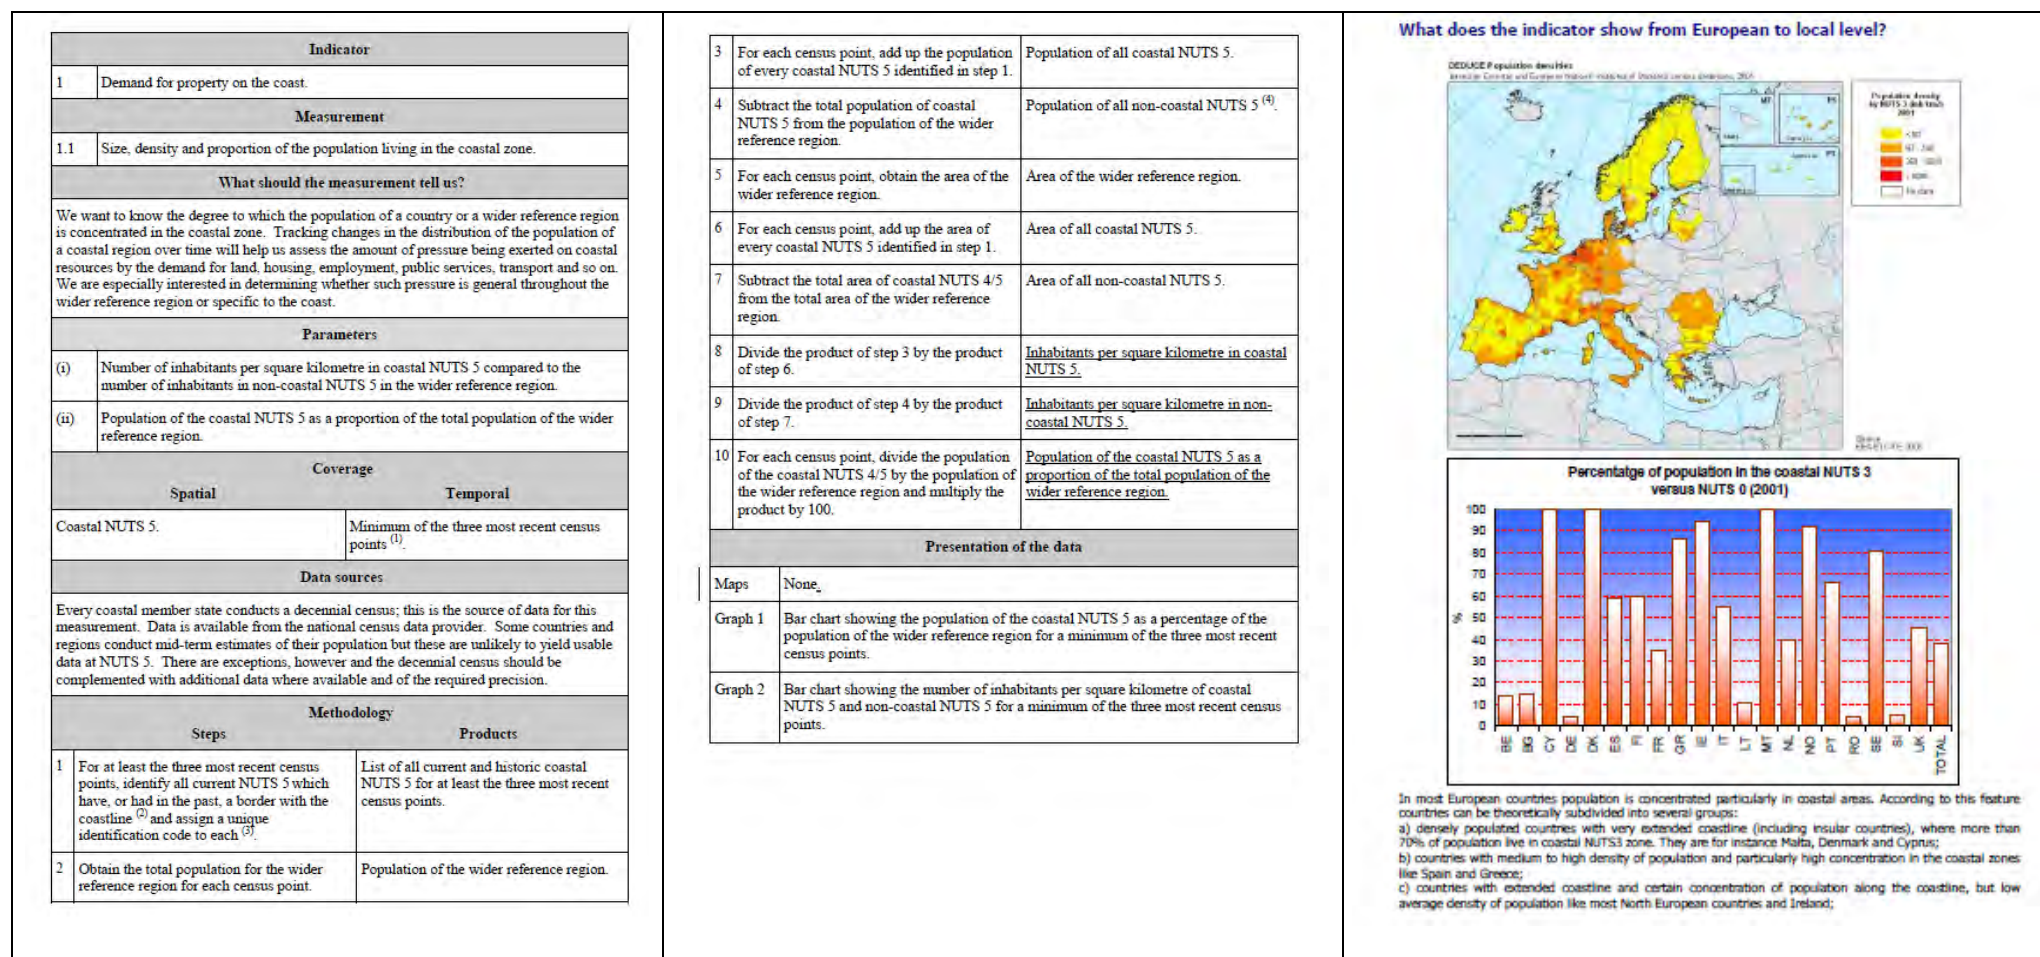 Indicator
1 Demand for property on the coast.
Measurement
1.1 Size, density and proportion of the population living in the coastal zone.
What should the measurement tell us?
We want to know the degree to which the population of a country or a wider reference region
is concentrated in the coastal zone. Tracking changes in the distribution of the population of
a coastal region over time will help us assess the amount of pressure being exerted on coastal
resources by the demand for land, housing, employment, public services, transport and so on.
We are especially interested in determining whether such pressure is general throughout the
wider reference region or specific to the coast.
Parameters
(i) Number of inhabitants per square kilometre in coastal NUTS 5 compared to the
number of inhabitants in non-coastal NUTS 5 in the wider reference region.
(ii) Population of the coastal NUTS 5 as a proportion of the total population of the wider
reference region.
Coverage
Spatial Temporal
Coastal NUTS 5.
Minimum of the three most recent census
points (1).
Data sources
Every coastal member state conducts a decennial census; this is the source of data for this
measurement. Data is available from the national census data provider. Some countries and
regions conduct mid-term estimates of their population but these are unlikely to yield usable
data at NUTS 5. There are exceptions, however and the decennial census should be
complemented with additional data where available and of the required precision.
Methodology
Steps Products
1 For at least the three most recent census
points, identify all current NUTS 5 which
have, or had in the past, a border with the
coastline (2) and assign a unique
identification code to each (3).
List of all current and historic coastal
NUTS 5 for at least the three most recent
census points.
2 Obtain the total population for the wider
reference region for each census point.
Population of the wider reference region.
3 For each census point, add up the population
of every coastal NUTS 5 identified in step 1.
Population of all coastal NUTS 5.
4 Subtract the total population of coastal
NUTS 5 from the population of the wider
reference region.
Population of all non-coastal NUTS 5 (4).
5 For each census point, obtain the area of the
wider reference region.
Area of the wider reference region.
6 For each census point, add up the area of
every coastal NUTS 5 identified in step 1.
Area of all coastal NUTS 5.
7 Subtract the total area of coastal NUTS 4/5
from the total area of the wider reference
region.
Area of all non-coastal NUTS 5.
8 Divide the product of step 3 by the product
of step 6.
Inhabitants per square kilometre in coastal
NUTS 5.
9 Divide the product of step 4 by the product
of step 7.
Inhabitants per square kilometre in non-
coastal NUTS 5.
10 For each census point, divide the population
of the coastal NUTS 4/5 by the population of
the wider reference region and multiply the
product by 100.
Population of the coastal NUTS 5 as a
proportion of the total population of the
wider reference region.
Presentation of the data
Maps None.
Graph 1 Bar chart showing the population of the coastal NUTS 5 as a percentage of the
population of the wider reference region for a minimum of the three most recent
census points.
Graph 2 Bar chart showing the number of inhabitants per square kilometre of coastal
NUTS 5 and non-coastal NUTS 5 for a minimum of the three most recent census
points.
What does the indicator show from European to local level?
DEDUCE Population densities
Population density
by NUTS 3
2001
No data
Percentatge of population in the coastal NUTS 3
versus NUTS 0 (2001)
%
100
90
80
70
60
50
40
30
20
10
0
BE BG CY DE DK ES FI FR GR IE IT LT MT NL NO PT RO SE SI UK TOTAL
In most European countries population is concentrated particularly in coastal areas. According to this feature
countries can be theoretically subdivided into several groups:
a) densely populated countries with very extended coastline (including insular countries), where more than
70% of population live in coastal NUTS3 zone. They are for instance Malta, Denmark and Cyprus;
b) countries with medium to high density of population and particularly high concentration in the coastal zones
like Spain and Greece;
c) countries with extended coastline and certain concentration of population along the coastline, but low
average density of population like most North European countries and Ireland;